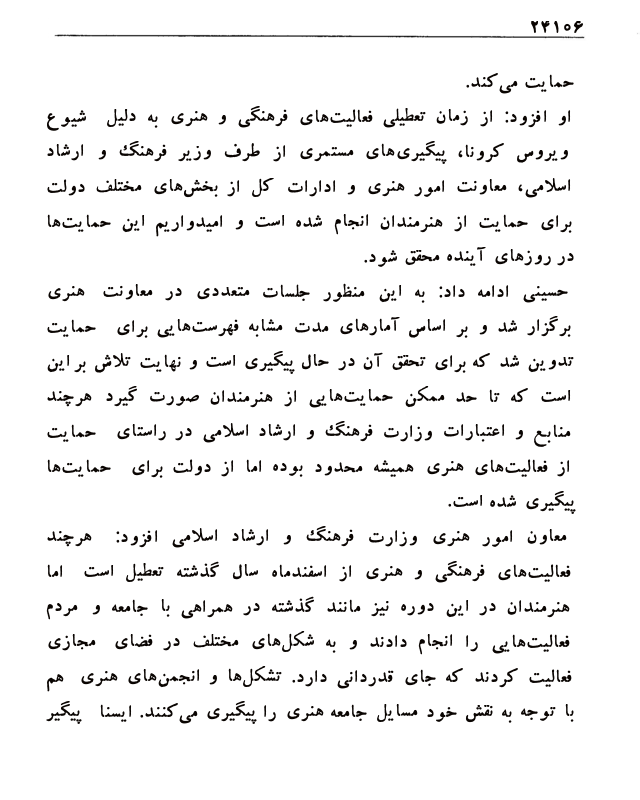 ۲۴۱۰۶
حمایت می‌کند.
او افزود: از زمان تعطیلی فعالیت‌های فرهنگی و هنری به دلیل شیوع
ویروس کرونا، پیگیری‌های مستمری از طرف وزیر فرهنگ و ارشاد
اسلامی، معاونت امور هنری و ادارات کل از بخش‌های مختلف دولت
برای حمایت از هنرمندان انجام شده است و امیدواریم این حمایت‌ها
در روزهای آینده محقق شود.
حسینی ادامه داد: به این منظور جلسات متعددی در معاونت هنری
برگزار شد و بر اساس آمارهای مدت مشابه فهرست‌هایی برای حمایت
تدوین شد که برای تحقق آن در حال پیگیری است و نهایت تلاش بر این
است که تا حد ممکن حمایت‌هایی از هنرمندان صورت گیرد هرچند
منابع و اعتبارات وزارت فرهنگ و ارشاد اسلامی در راستای حمایت
از فعالیت‌های هنری همیشه محدود بوده اما از دولت برای حمایت‌ها
پیگیری شده است.
معاون امور هنری وزارت فرهنگ و ارشاد اسلامی افزود: هرچند
فعالیت‌های فرهنگی و هنری از اسفندماه سال گذشته تعطیل است اما
هنرمندان در این دوره نیز مانند گذشته در همراهی با جامعه و مردم
فعالیت‌هایی را انجام دادند و به شکل‌های مختلف در فضای مجازی
فعالیت کردند که جای قدردانی دارد. تشکل‌ها و انجمن‌های هنری هم
با توجه به نقش خود مسایل جامعه هنری را پیگیری می‌کنند. ایسنا پیگیر